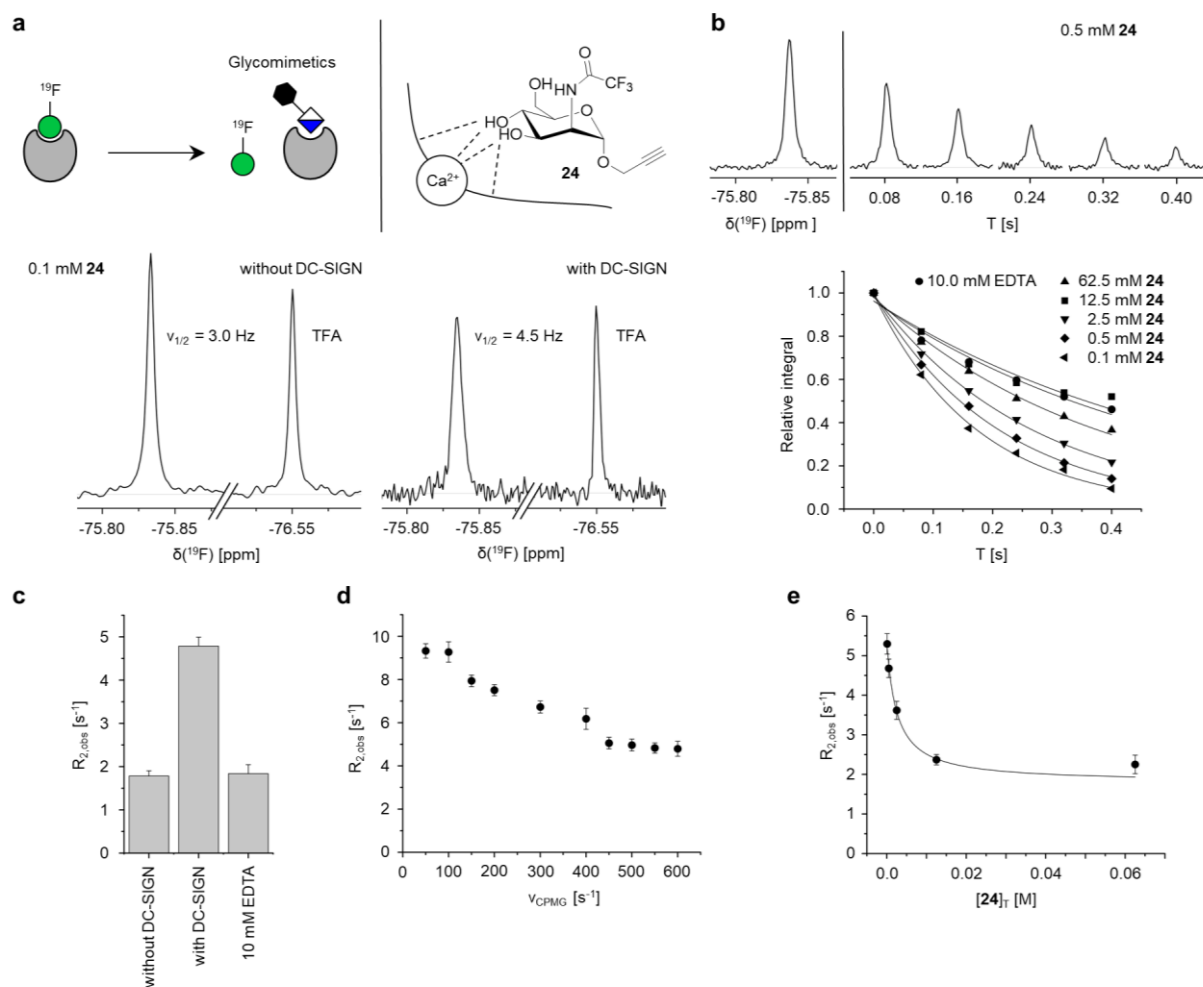 a
¹⁹F
Glycomimetics
¹⁹F
O
CF₃
OH
HN
HO
O
HO
O
Ca²⁺
24
0.1 mM 24
without DC-SIGN
with DC-SIGN
ν₁/₂ = 3.0 Hz
TFA
ν₁/₂ = 4.5 Hz
TFA
-75.80 -75.85 -76.55
δ(¹⁹F) [ppm]
-75.80 -75.85 -76.55
δ(¹⁹F) [ppm]
b
0.5 mM 24
-75.80 -75.85
δ(¹⁹F) [ppm ]
0.08 0.16 0.24 0.32 0.40
T [s]
10.0 mM EDTA
62.5 mM 24
12.5 mM 24
2.5 mM 24
0.5 mM 24
0.1 mM 24
Relative integral
1.0
0.8
0.6
0.4
0.2
0.0
0.0 0.1 0.2 0.3 0.4
T [s]
c
R₂,obs [s⁻¹]
5
4
3
2
1
0
without DC-SIGN
with DC-SIGN
10 mM EDTA
d
R₂,obs [s⁻¹]
10
8
6
4
2
0
0 100 200 300 400 500 600
νCPMG [s⁻¹]
e
R₂,obs [s⁻¹]
6
5
4
3
2
1
0
0.0 0.02 0.04 0.06
[24]T [M]